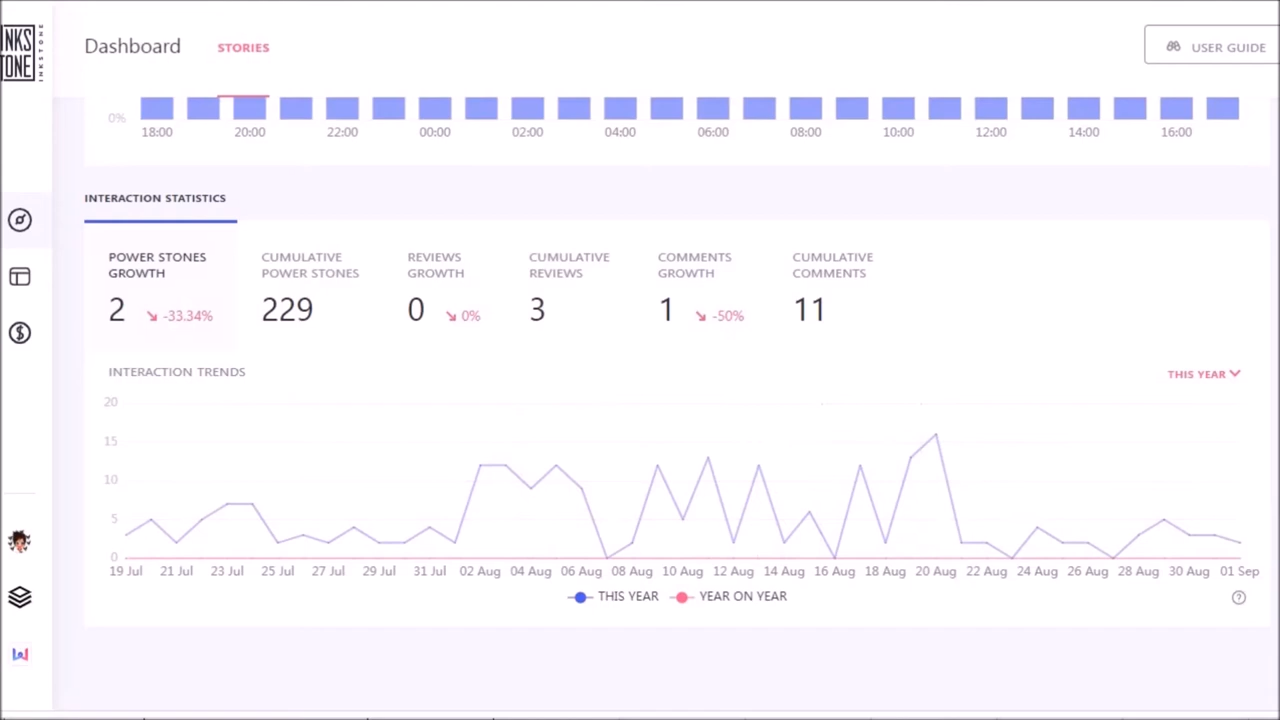 NKS
TONE
INKSTONE
Dashboard
STORIES
USER GUIDE
0%
18:00 20:00 22:00 00:00 02:00 04:00 06:00 08:00 10:00 12:00 14:00 16:00
INTERACTION STATISTICS
POWER STONES GROWTH
2 -33.34%
CUMULATIVE POWER STONES
229
REVIEWS GROWTH
0 0%
CUMULATIVE REVIEWS
3
COMMENTS GROWTH
1 -50%
CUMULATIVE COMMENTS
11
INTERACTION TRENDS
THIS YEAR
20
15
10
5
0
19 Jul 21 Jul 23 Jul 25 Jul 27 Jul 29 Jul 31 Jul 02 Aug 04 Aug 06 Aug 08 Aug 10 Aug 12 Aug 14 Aug 16 Aug 18 Aug 20 Aug 22 Aug 24 Aug 26 Aug 28 Aug 30 Aug 01 Sep
THIS YEAR YEAR ON YEAR